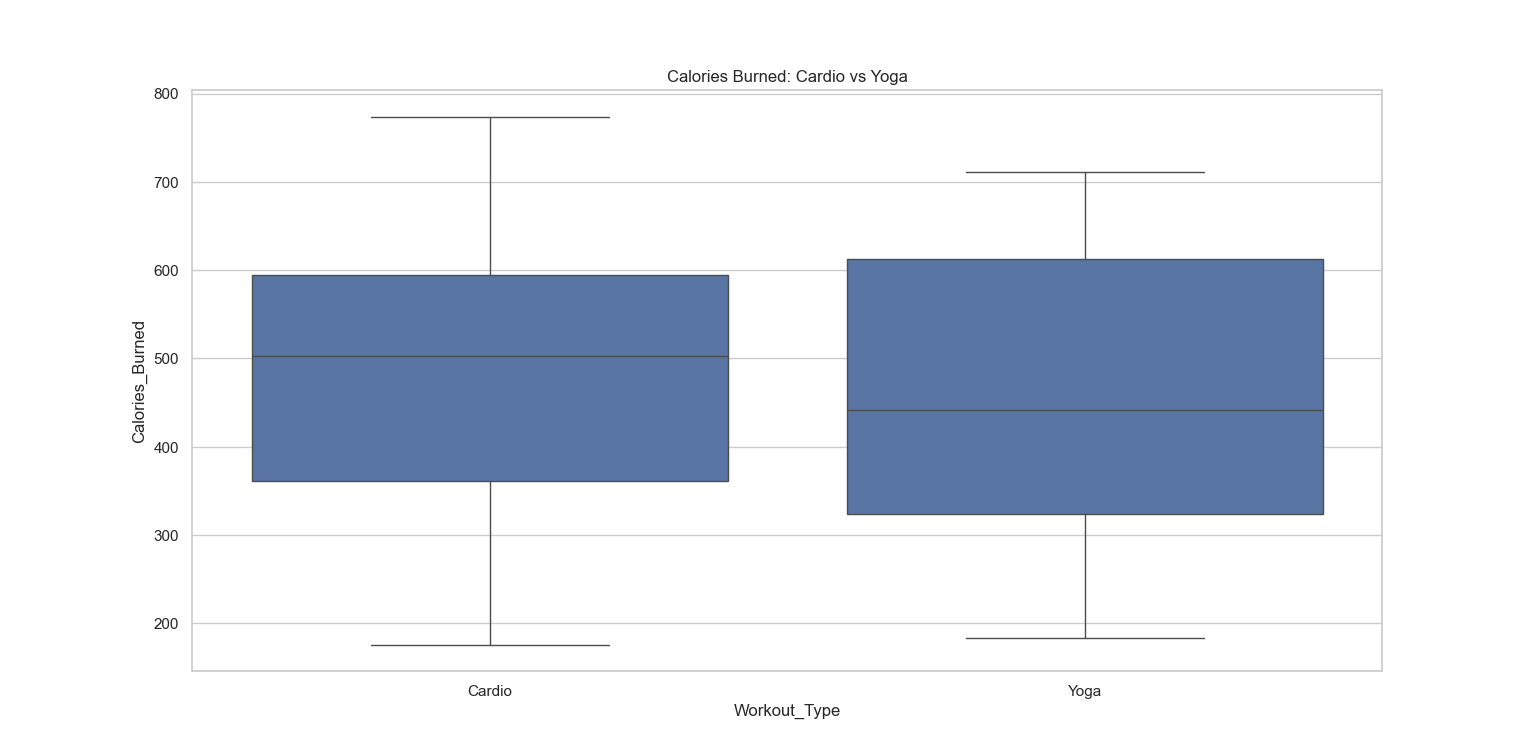 Calories Burned: Cardio vs Yoga
800
700
600
500
400
300
200
Calories_Burned
Cardio
Yoga
Workout_Type